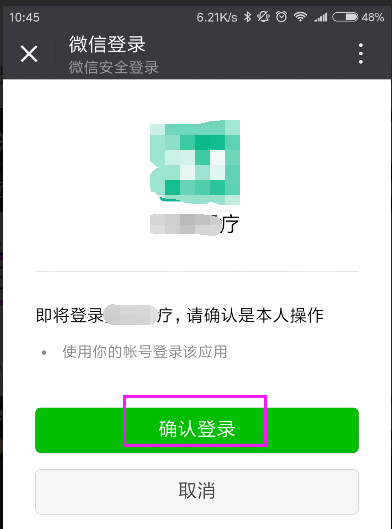 10:45 6.21K/s 48%
微信登录
微信安全登录
疗
即将登录 疗, 请确认是本人操作
• 使用你的帐号登录该应用
确认登录
取消